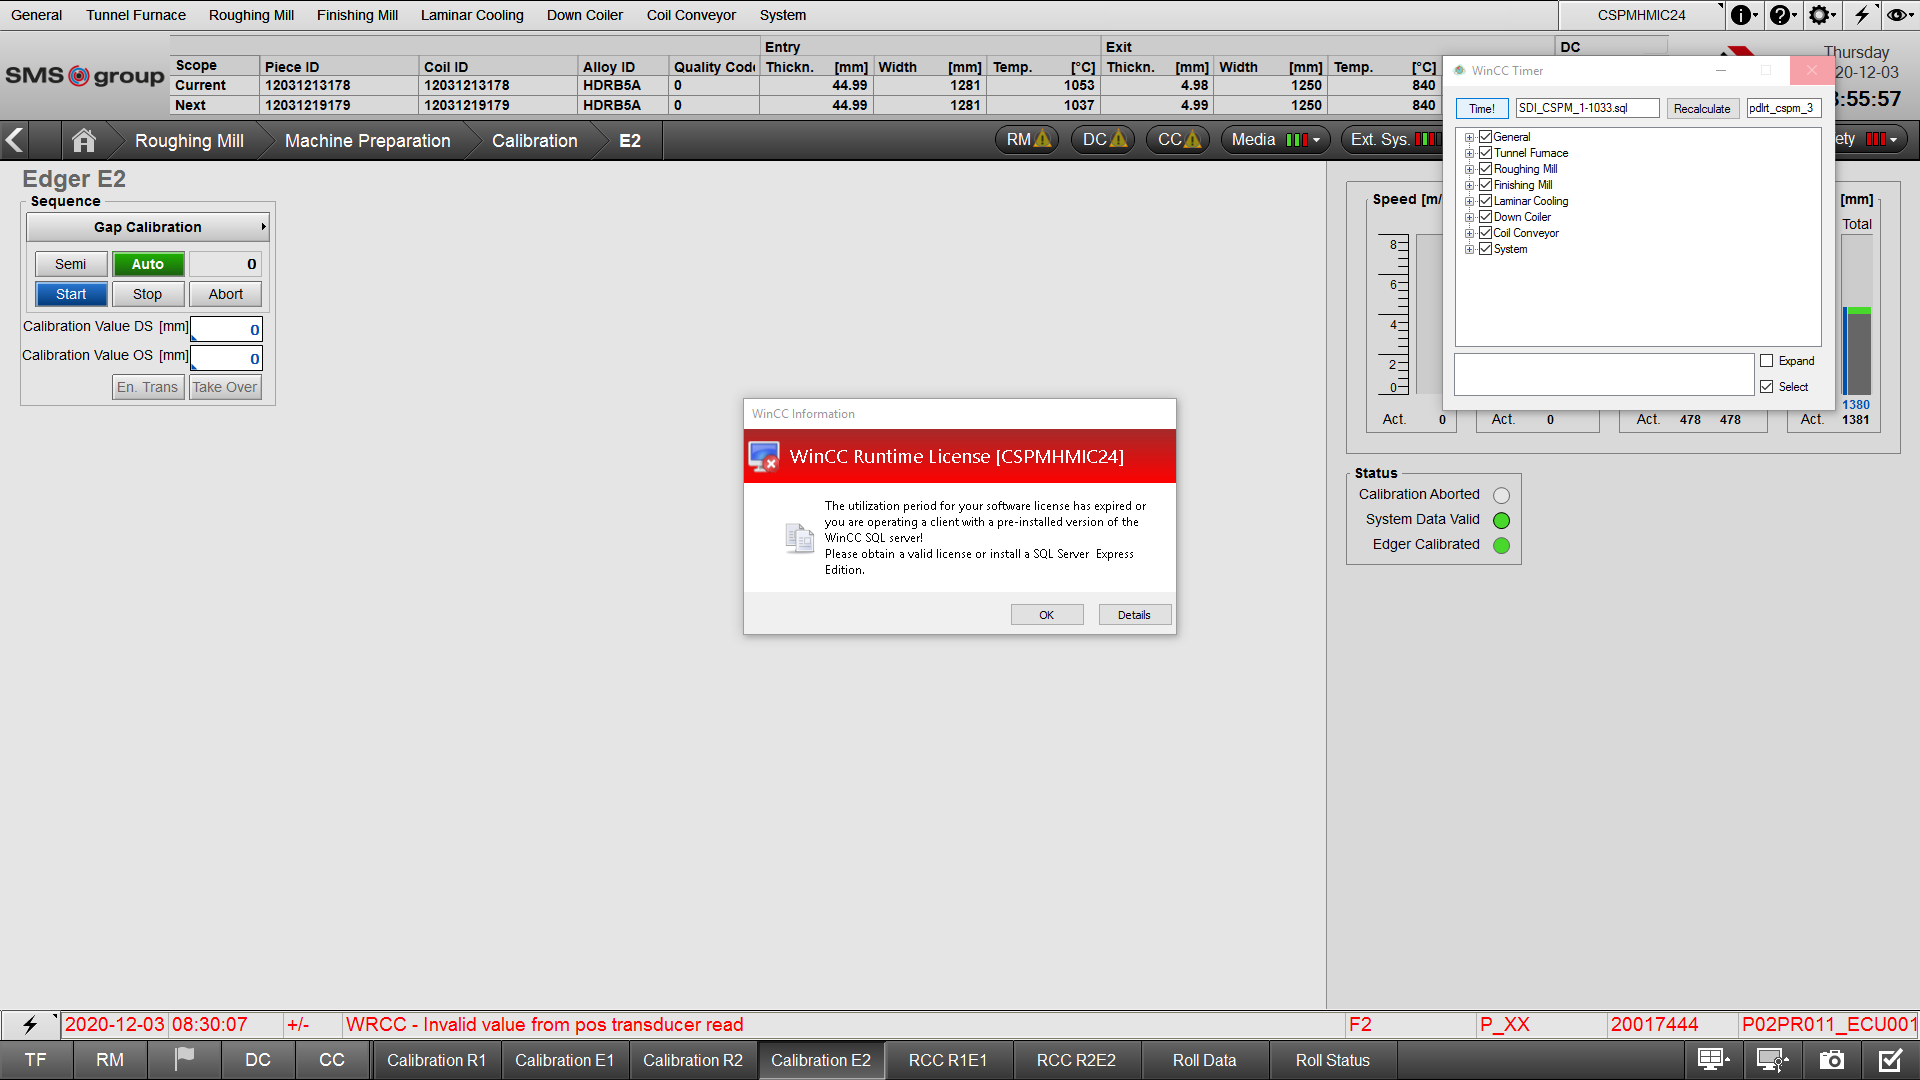 General Tunnel Furnace Roughing Mill Finishing Mill Laminar Cooling Down Coiler Coil Conveyor System CSPMHMIC24
SMS group
Entry Exit DC
Scope Piece ID Coil ID Alloy ID Quality Code Thickn. [mm] Width [mm] Temp. [°C] Thickn. [mm] Width [mm] Temp. [°C]
Current 12031213178 12031213178 HDRB5A 0 44.99 1281 1053 4.98 1250 840
Next 12031219179 12031219179 HDRB5A 0 44.99 1281 1037 4.99 1250 840
Thursday
20-12-03
:55:57
Roughing Mill Machine Preparation Calibration E2 RM DC CC Media Ext. Sys. ety
WinCC Timer
Time! SDI_CSPM_1-1033.sql Recalculate pdlrt_cspm_3
General
Tunnel Furnace
Roughing Mill
Finishing Mill
Laminar Cooling
Down Coiler
Coil Conveyor
System
Expand
Select
Edger E2
Sequence
Gap Calibration
Semi Auto 0
Start Stop Abort
Calibration Value DS [mm] 0
Calibration Value OS [mm] 0
En. Trans Take Over
Speed [m/ [mm]
Total
8
6
4
2
0
1380
Act. 0 Act. 0 Act. 478 478 Act. 1381
Status
Calibration Aborted
System Data Valid
Edger Calibrated
WinCC Information
WinCC Runtime License [CSPMHMIC24]
The utilization period for your software license has expired or
you are operating a client with a pre-installed version of the
WinCC SQL server!
Please obtain a valid license or install a SQL Server Express
Edition.
OK Details
2020-12-03 08:30:07 +/- WRCC - Invalid value from pos transducer read F2 P_XX 20017444 P02PR011_ECU001
TF RM DC CC Calibration R1 Calibration E1 Calibration R2 Calibration E2 RCC R1E1 RCC R2E2 Roll Data Roll Status